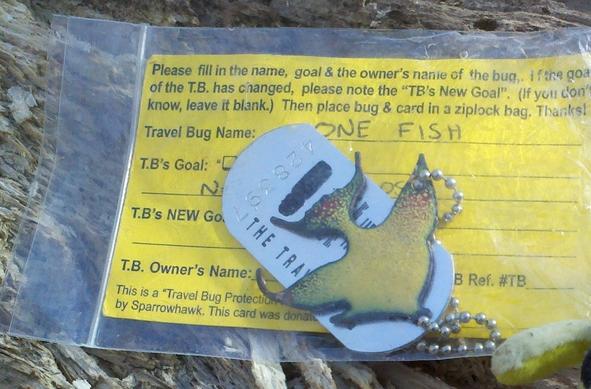 Please fill in the name, goal & the owner's name of the bug,. if the goa
of the T.B. has changed, please note the "TB's New Goal". (If you don't
know, leave it blank.) Then place bug & card in a ziplock bag. Thanks!
Travel Bug Name: ONE FISH
T.B's Goal: "
T.B's NEW Go
THE TRA
T.B. Owner's Name: B Ref. #TB
This is a "Travel Bug Protection
by Sparrowhawk. This card was donat